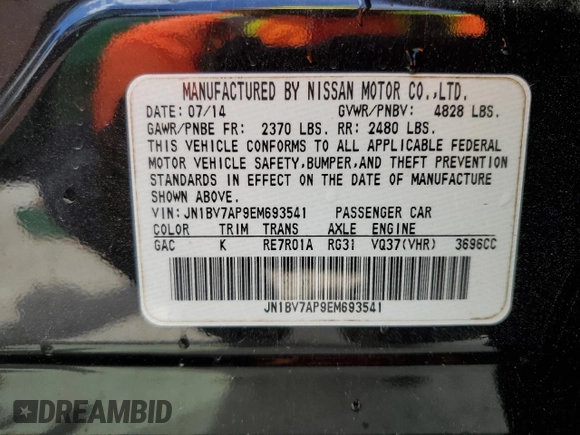 MANUFACTURED BY NISSAN MOTOR CO.,LTD.
DATE: 07/14 GVWR/PNBV: 4828 LBS.
GAWR/PNBE FR: 2370 LBS. RR: 2480 LBS.
THIS VEHICLE CONFORMS TO ALL APPLICABLE FEDERAL
MOTOR VEHICLE SAFETY,BUMPER,AND THEFT PREVENTION
STANDARDS IN EFFECT ON THE DATE OF MANUFACTURE
SHOWN ABOVE.
VIN: JN1BV7AP9EM693541 PASSENGER CAR
COLOR TRIM TRANS AXLE ENGINE
GAC K RE7R01A RG31 VQ37(VHR) 3696CC
JN1BV7AP9EM693541
DREAMBID